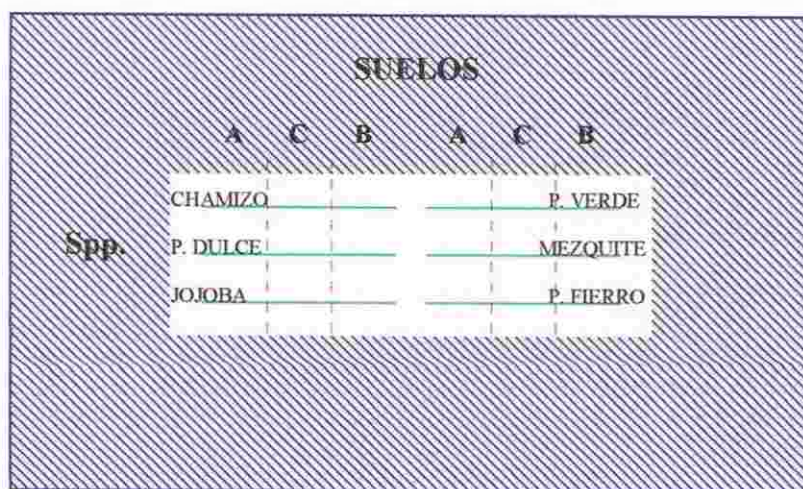 SUELOS
A C B A C B
CHAMIZO P. VERDE
Spp. P. DULCE MEZQUITE
JOJOBA P. FIERRO